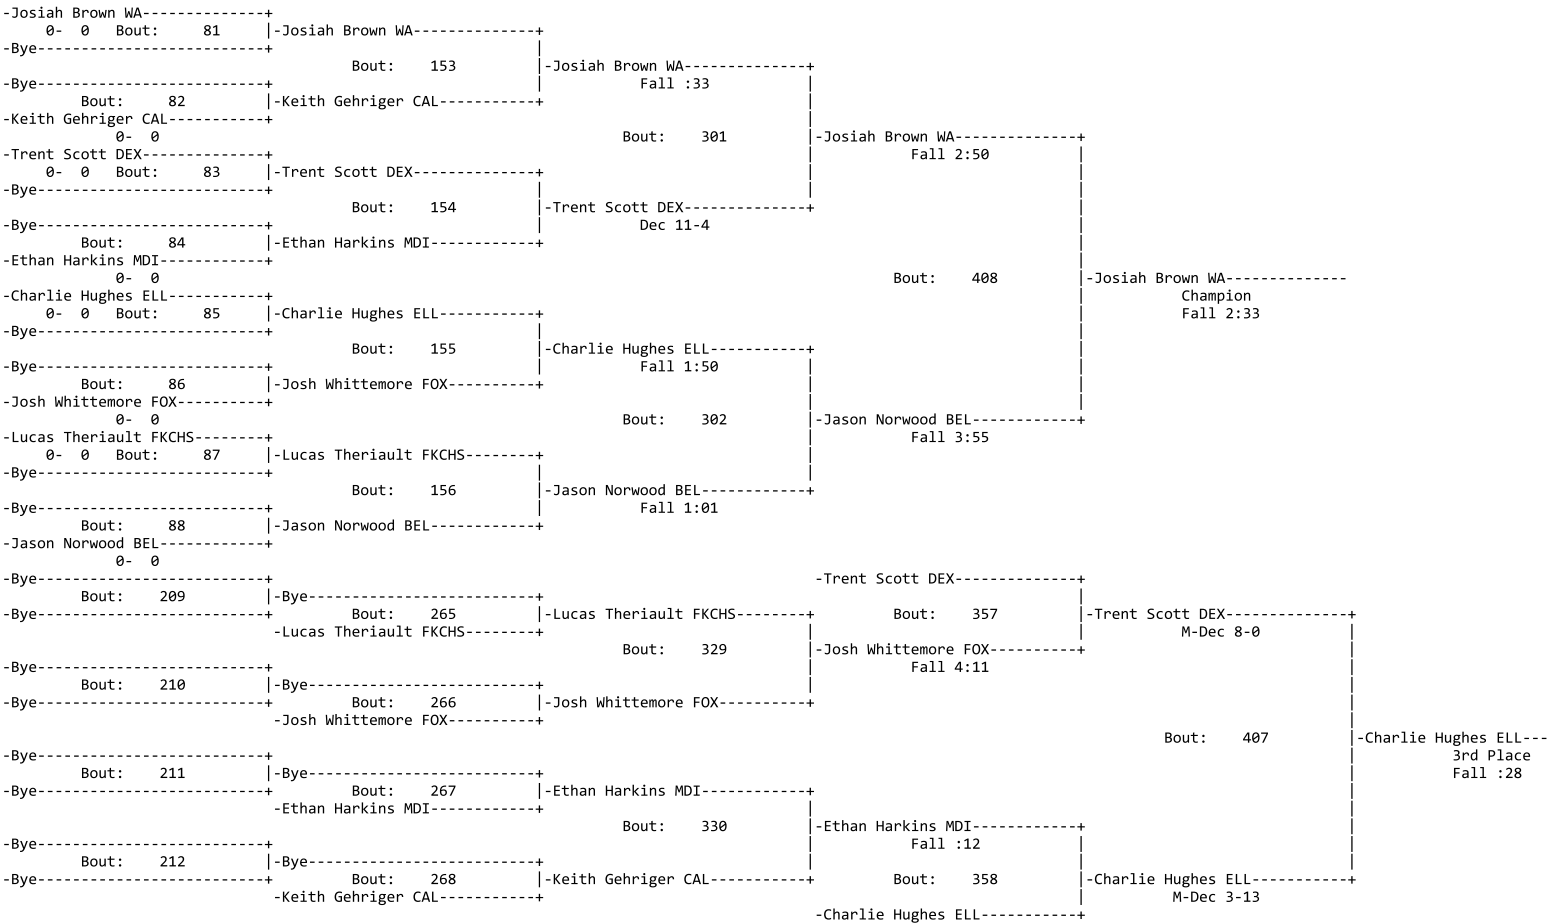 -Josiah Brown WA--------------+
0- 0 Bout: 81 |-Josiah Brown WA--------------+
-Bye--------------------------+ |
Bout: 153 |-Josiah Brown WA--------------+
-Bye--------------------------+ | Fall :33 |
Bout: 82 |-Keith Gehriger CAL-----------+ |
-Keith Gehriger CAL-----------+ |
0- 0 Bout: 301 |-Josiah Brown WA--------------+
-Trent Scott DEX--------------+ | Fall 2:50 |
0- 0 Bout: 83 |-Trent Scott DEX--------------+ | |
-Bye--------------------------+ | | |
Bout: 154 |-Trent Scott DEX--------------+ |
-Bye--------------------------+ | Dec 11-4 |
Bout: 84 |-Ethan Harkins MDI------------+ |
-Ethan Harkins MDI------------+ |
0- 0 Bout: 408 |-Josiah Brown WA--------------
-Charlie Hughes ELL-----------+ | Champion
0- 0 Bout: 85 |-Charlie Hughes ELL-----------+ | Fall 2:33
-Bye--------------------------+ | |
Bout: 155 |-Charlie Hughes ELL-----------+ |
-Bye--------------------------+ | Fall 1:50 | |
Bout: 86 |-Josh Whittemore FOX----------+ | |
-Josh Whittemore FOX----------+ | |
0- 0 Bout: 302 |-Jason Norwood BEL------------+
-Lucas Theriault FKCHS--------+ | Fall 3:55
0- 0 Bout: 87 |-Lucas Theriault FKCHS--------+ |
-Bye--------------------------+ | |
Bout: 156 |-Jason Norwood BEL------------+
-Bye--------------------------+ | Fall 1:01
Bout: 88 |-Jason Norwood BEL------------+
-Jason Norwood BEL------------+
0- 0
-Bye--------------------------+ -Trent Scott DEX--------------+
Bout: 209 |-Bye--------------------------+ |
-Bye--------------------------+ Bout: 265 |-Lucas Theriault FKCHS--------+ Bout: 357 |-Trent Scott DEX--------------+
-Lucas Theriault FKCHS--------+ | | M-Dec 8-0 |
Bout: 329 |-Josh Whittemore FOX----------+ |
-Bye--------------------------+ | Fall 4:11 |
Bout: 210 |-Bye--------------------------+ | |
-Bye--------------------------+ Bout: 266 |-Josh Whittemore FOX----------+ |
-Josh Whittemore FOX----------+ |
Bout: 407 |-Charlie Hughes ELL---
-Bye--------------------------+ | 3rd Place
Bout: 211 |-Bye--------------------------+ | Fall :28
-Bye--------------------------+ Bout: 267 |-Ethan Harkins MDI------------+ |
-Ethan Harkins MDI------------+ | |
Bout: 330 |-Ethan Harkins MDI------------+ |
-Bye--------------------------+ | Fall :12 | |
Bout: 212 |-Bye--------------------------+ | | |
-Bye--------------------------+ Bout: 268 |-Keith Gehriger CAL-----------+ Bout: 358 |-Charlie Hughes ELL-----------+
-Keith Gehriger CAL-----------+ | M-Dec 3-13
-Charlie Hughes ELL-----------+